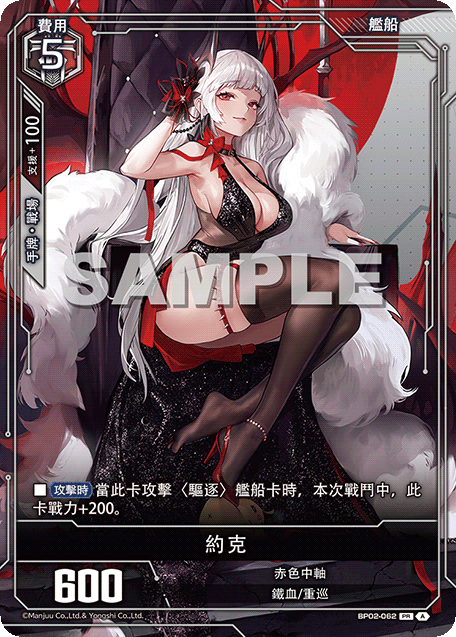 費用
5
艦船
支援+100
手牌・戰場
SAMPLE
■ 攻擊時 當此卡攻擊〈驅逐〉艦船卡時，本次戰鬥中，此
卡戰力+200。
約克
600
赤色中軸
鐵血/重巡
©Manjuu Co.,Ltd.& Yongshi Co.,Ltd.
BP02-062 PR A